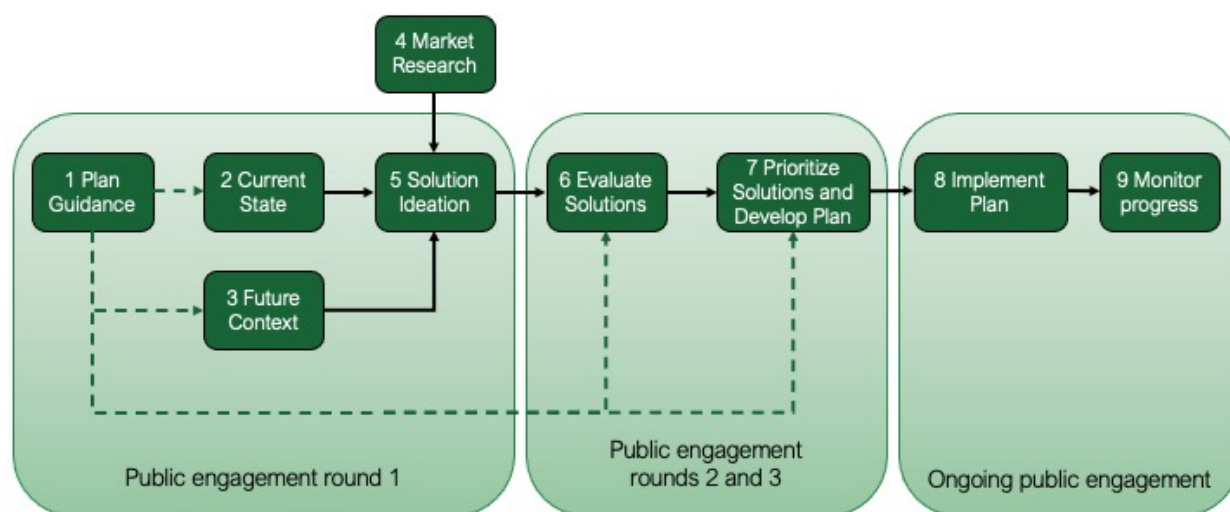 4 Market
Research
1 Plan
Guidance
2 Current
State
5 Solution
Ideation
6 Evaluate
Solutions
7 Prioritize
Solutions and
Develop Plan
8 Implement
Plan
9 Monitor
progress
3 Future
Context
Public engagement round 1
Public engagement
rounds 2 and 3
Ongoing public engagement